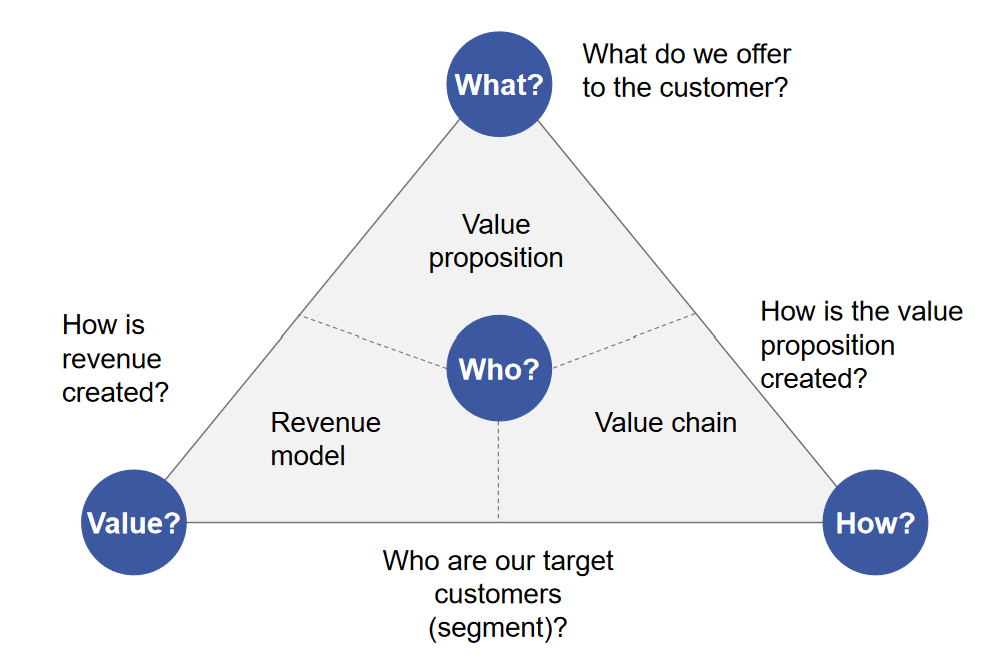 What?
What do we offer
to the customer?
Value
proposition
How is
revenue
created?
How is the value
proposition
created?
Who?
Revenue
model
Value chain
Value?
How?
Who are our target
customers
(segment)?